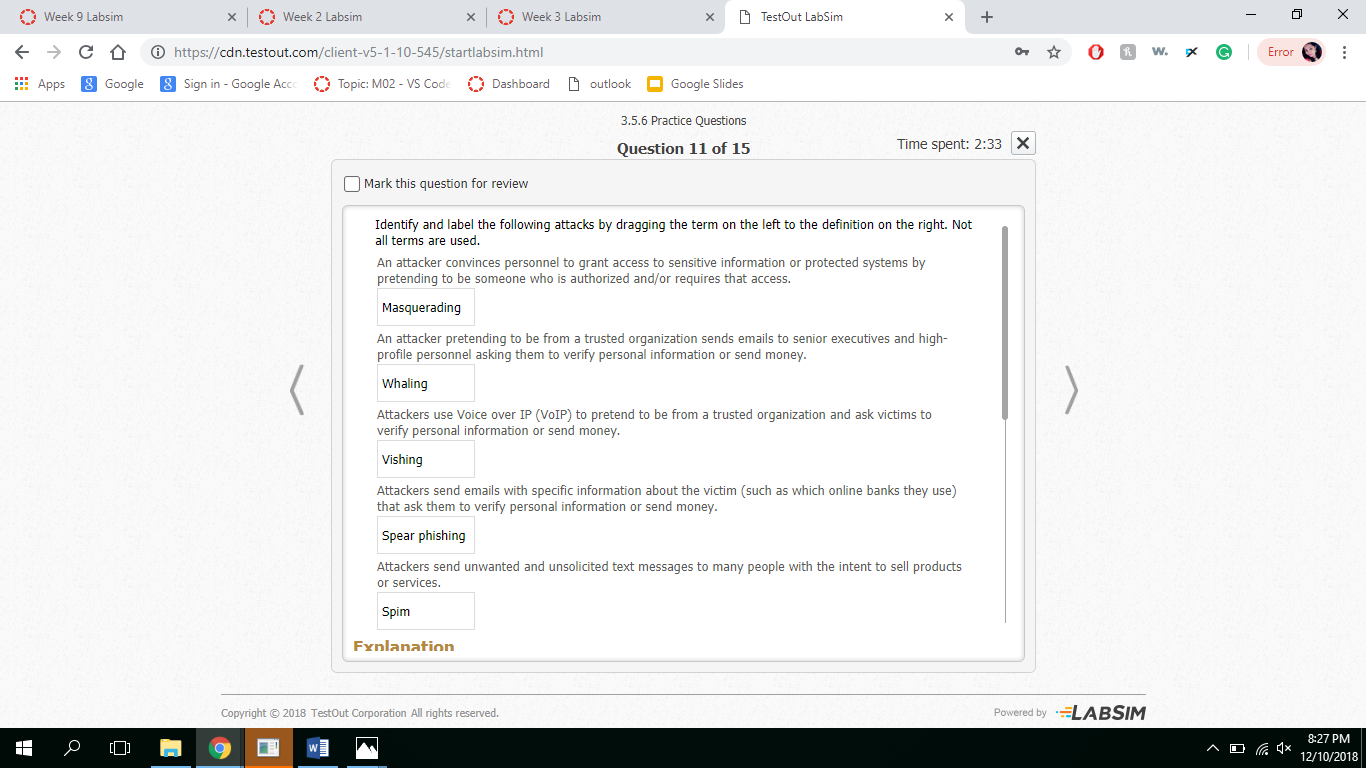 Week 9 Labsim
Week 2 Labsim
Week 3 Labsim
TestOut LabSim
https://cdn.testout.com/client-v5-1-10-545/startlabsim.html
Error
Apps
Google
Sign in - Google Acc
Topic: M02 - VS Code
Dashboard
outlook
Google Slides
3.5.6 Practice Questions
Question 11 of 15
Time spent: 2:33
Mark this question for review
Identify and label the following attacks by dragging the term on the left to the definition on the right. Not
all terms are used.
An attacker convinces personnel to grant access to sensitive information or protected systems by
pretending to be someone who is authorized and/or requires that access.
Masquerading
An attacker pretending to be from a trusted organization sends emails to senior executives and high-
profile personnel asking them to verify personal information or send money.
Whaling
Attackers use Voice over IP (VoIP) to pretend to be from a trusted organization and ask victims to
verify personal information or send money.
Vishing
Attackers send emails with specific information about the victim (such as which online banks they use)
that ask them to verify personal information or send money.
Spear phishing
Attackers send unwanted and unsolicited text messages to many people with the intent to sell products
or services.
Spim
Explanation
Copyright © 2018 TestOut Corporation All rights reserved.
Powered by LABSIM
8:27 PM
12/10/2018